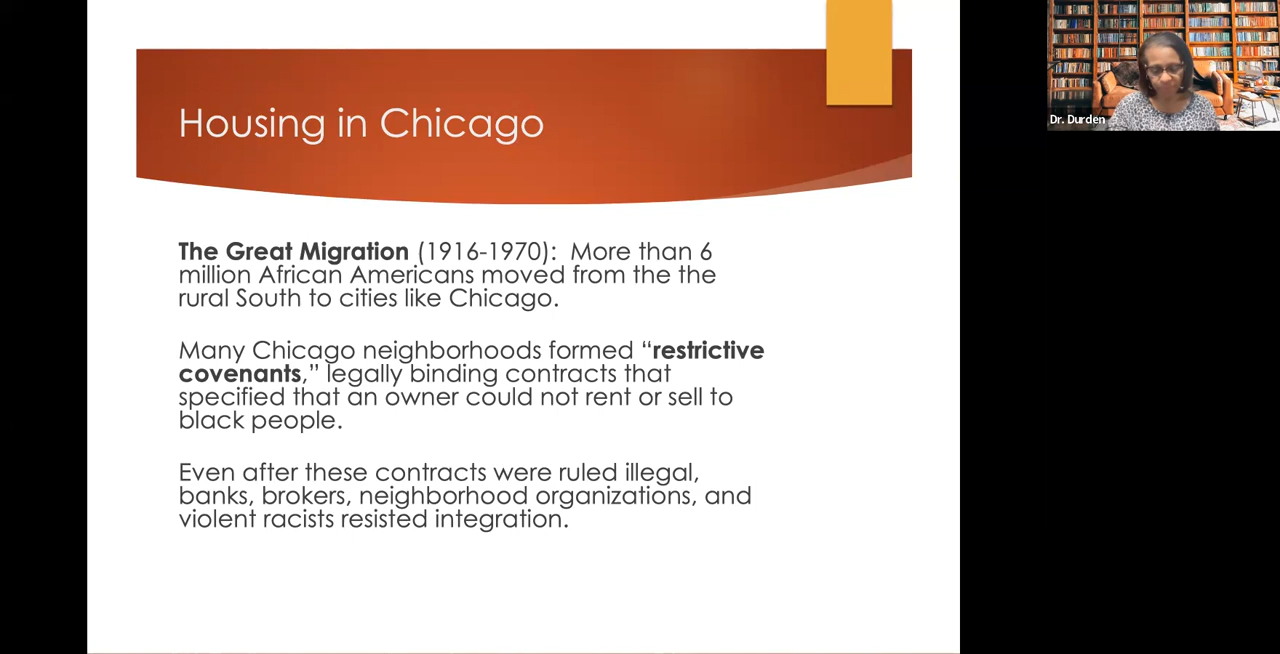 Housing in Chicago
The Great Migration (1916-1970):  More than 6
million African Americans moved from the the
rural South to cities like Chicago.
Many Chicago neighborhoods formed “restrictive
covenants,” legally binding contracts that
specified that an owner could not rent or sell to
black people.
Even after these contracts were ruled illegal,
banks, brokers, neighborhood organizations, and
violent racists resisted integration.
Dr. Durden